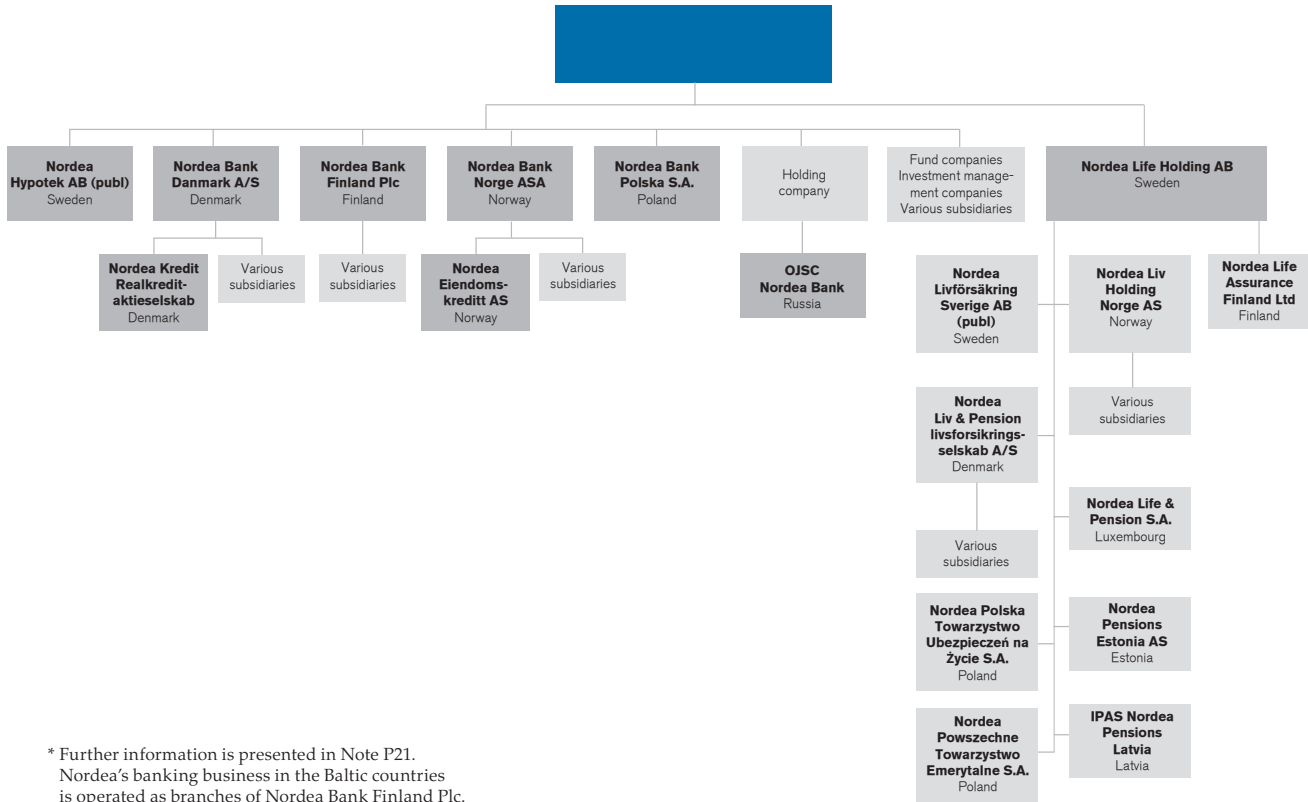 Nordea
Hypotek AB (publ)
Sweden
Nordea Bank
Danmark A/S
Denmark
Nordea Bank
Finland Plc
Finland
Nordea Bank
Norge ASA
Norway
Nordea Bank
Polska S.A.
Poland
Holding
company
Fund companies
Investment manage-
ment companies
Various subsidiaries
Nordea Life Holding AB
Sweden
Nordea Kredit
Realkredit-
aktieselskab
Denmark
Various
subsidiaries
Various
subsidiaries
Nordea
Eiendoms-
kreditt AS
Norway
Various
subsidiaries
OJSC
Nordea Bank
Russia
Nordea
Livförsäkring
Sverige AB
(publ)
Sweden
Nordea Liv
Holding
Norge AS
Norway
Nordea Life
Assurance
Finland Ltd
Finland
Nordea
Liv & Pension
livsforsikrings-
selskab A/S
Denmark
Various
subsidiaries
Various
subsidiaries
Nordea Life &
Pension S.A.
Luxembourg
Nordea Polska
Towarzystwo
Ubezpieczeń na
Życie S.A.
Poland
Nordea
Pensions
Estonia AS
Estonia
Nordea
Powszechne
Towarzystwo
Emerytalne S.A.
Poland
IPAS Nordea
Pensions
Latvia
Latvia
* Further information is presented in Note P21.
Nordea's banking business in the Baltic countries
is operated as branches of Nordea Bank Finland Plc.